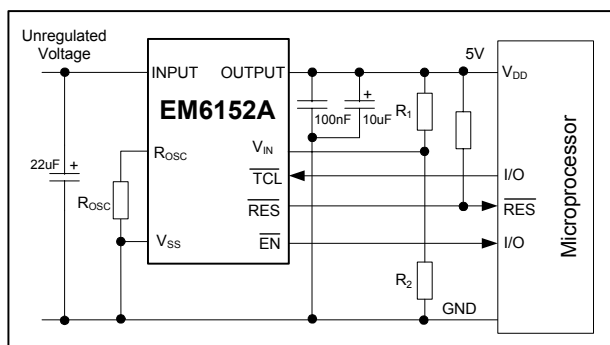 Unregulated
Voltage
5V
INPUT
OUTPUT
VDD
EM6152A
100nF
10uF
R1
VIN
ROSC
TCL
I/O
22uF
ROSC
RES
RES
VSS
EN
I/O
R2
GND
Microprocessor
+
+